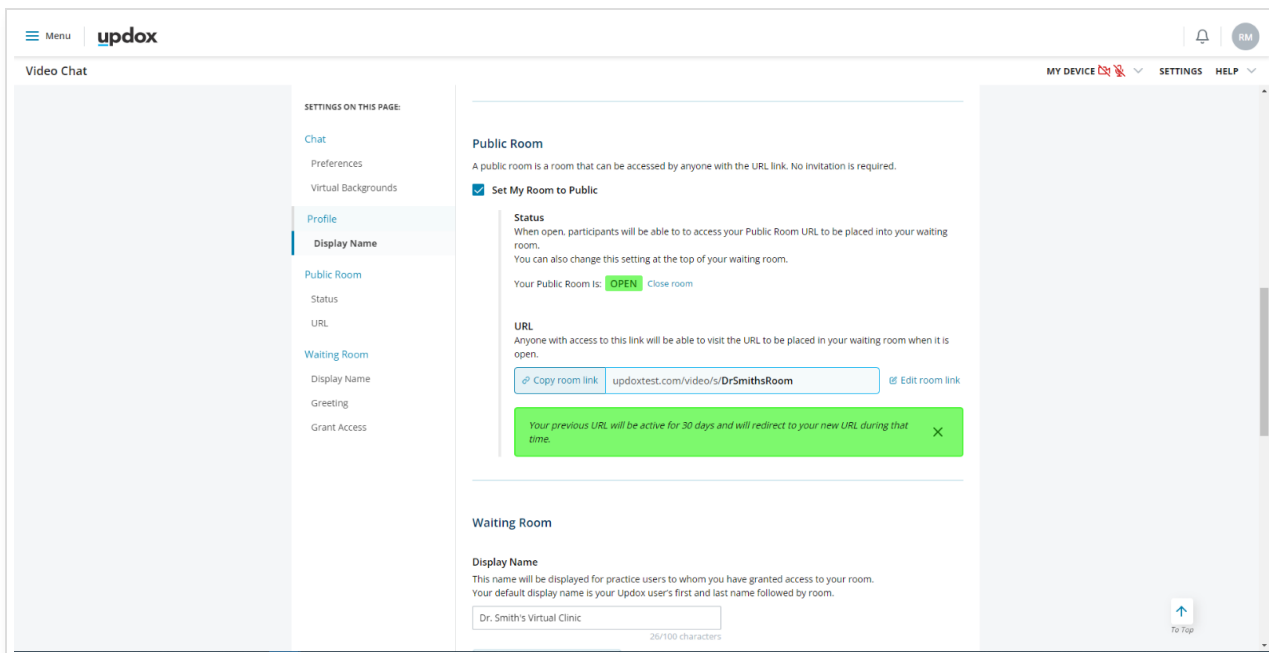 Menu
updox
RM
Video Chat
MY DEVICE
SETTINGS
HELP
SETTINGS ON THIS PAGE:
Chat
Preferences
Virtual Backgrounds
Profile
Display Name
Public Room
Status
URL
Waiting Room
Display Name
Greeting
Grant Access
Public Room
A public room is a room that can be accessed by anyone with the URL link. No invitation is required.
Set My Room to Public
Status
When open, participants will be able to to access your Public Room URL to be placed into your waiting
room.
You can also change this setting at the top of your waiting room.
Your Public Room Is: OPEN Close room
URL
Anyone with access to this link will be able to visit the URL to be placed in your waiting room when it is
open.
Copy room link updoxtest.com/video/s/DrSmithsRoom Edit room link
Your previous URL will be active for 30 days and will redirect to your new URL during that
time.
Waiting Room
Display Name
This name will be displayed for practice users to whom you have granted access to your room.
Your default display name is your Updox user's first and last name followed by room.
Dr. Smith's Virtual Clinic
26/100 characters
To Top